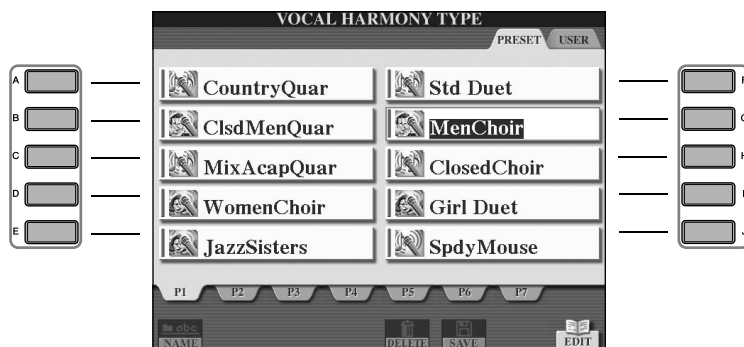 VOCAL HARMONY TYPE
PRESET USER
A CountryQuar Std Duet
B ClsdMenQuar MenChoir
C MixAcapQuar ClosedChoir
D WomenChoir Girl Duet
E JazzSisters SpdyMouse
P1 P2 P3 P4 P5 P6 P7
abc
NAME DELETE SAVE EDIT